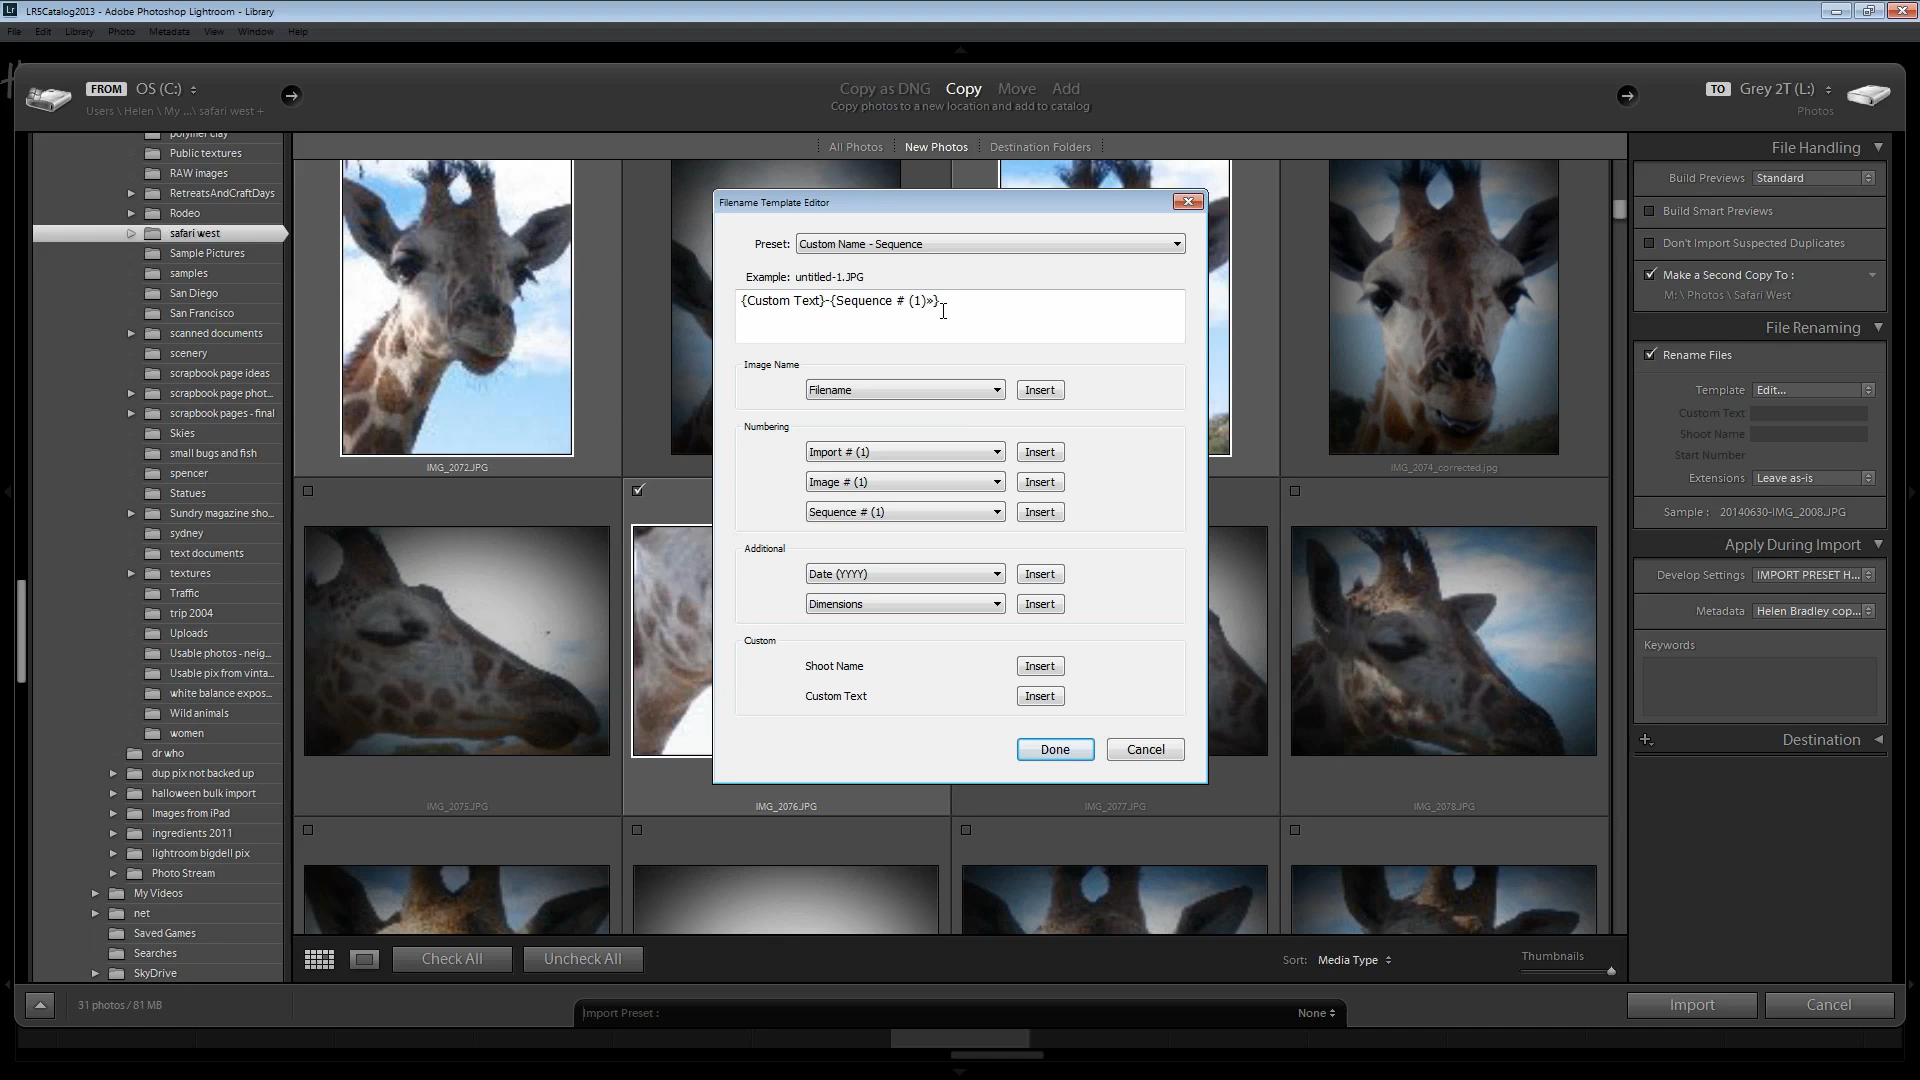 LR5Catalog2013 - Adobe Photoshop Lightroom - Library
File Edit Library Photo Metadata View Window Help
FROM OS (C:)
Users \ Helen \ My ...\ safari west +
Copy as DNG Copy Move Add
Copy photos to a new location and add to catalog
TO Grey 2T (L:)
Photos
All Photos New Photos Destination Folders
polymer clay
Public textures
RAW images
RetreatsAndCraftDays
Rodeo
safari west
Sample Pictures
samples
San Diego
San Francisco
scanned documents
scenery
scrapbook page ideas
scrapbook page phot...
scrapbook pages - final
Skies
small bugs and fish
spencer
Statues
Sundry magazine sho...
sydney
text documents
textures
Traffic
trip 2004
Uploads
Usable photos - neig...
Usable pix from vinta...
white balance expos...
Wild animals
women
dr who
dup pix not backed up
halloween bulk import
Images from iPad
ingredients 2011
lightroom bigdell pix
Photo Stream
My Videos
net
Saved Games
Searches
SkyDrive
IMG_2072.JPG
IMG_2074_corrected.jpg
IMG_2075.JPG
IMG_2076.JPG
IMG_2077.JPG
IMG_2078.JPG
Filename Template Editor
Preset: Custom Name - Sequence
Example: untitled-1.JPG
{Custom Text}-{Sequence # (1)»}
Image Name
Filename Insert
Numbering
Import # (1) Insert
Image # (1) Insert
Sequence # (1) Insert
Additional
Date (YYYY) Insert
Dimensions Insert
Custom
Shoot Name Insert
Custom Text Insert
Done Cancel
File Handling
Build Previews Standard
Build Smart Previews
Don't Import Suspected Duplicates
Make a Second Copy To :
M: \ Photos \ Safari West
File Renaming
Rename Files
Template Edit...
Custom Text
Shoot Name
Start Number
Extensions Leave as-is
Sample : 20140630-IMG_2008.JPG
Apply During Import
Develop Settings IMPORT PRESET H...
Metadata Helen Bradley cop...
Keywords
Destination
Check All Uncheck All
Sort: Media Type
Thumbnails
31 photos / 81 MB
Import Preset : None
Import Cancel